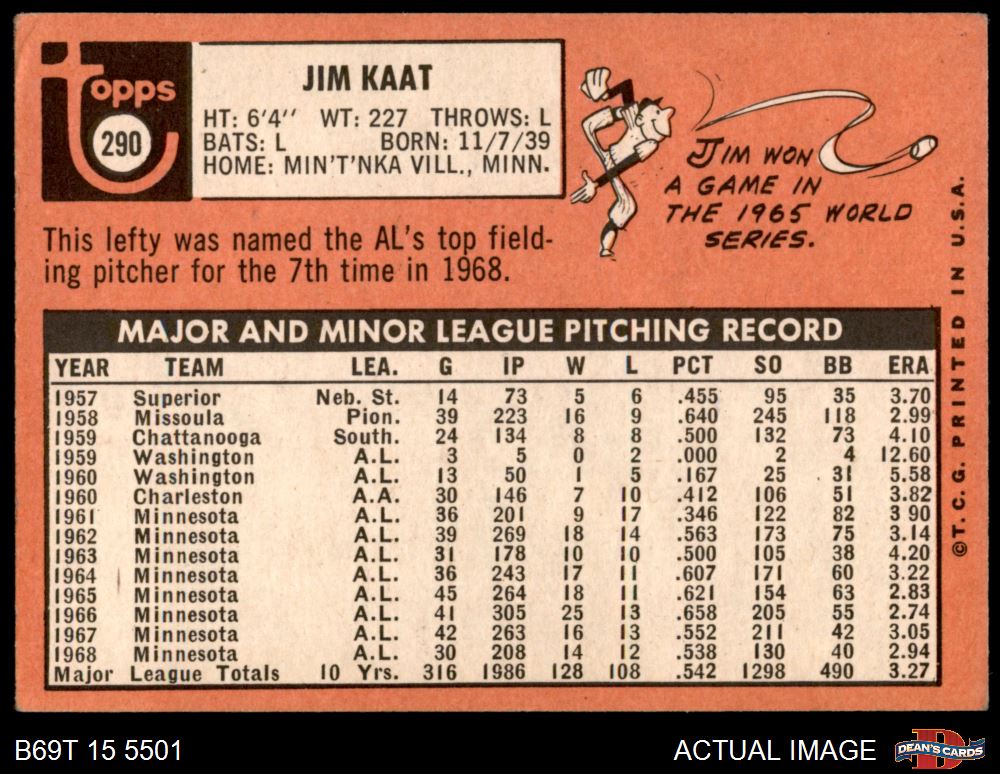 topps
290
JIM KAAT
HT: 6'4'' WT: 227 THROWS: L
BATS: L BORN: 11/7/39
HOME: MIN'T'NKA VILL., MINN.
JIM WON
A GAME IN
THE 1965 WORLD
SERIES.
This lefty was named the AL's top field-
ing pitcher for the 7th time in 1968.
MAJOR AND MINOR LEAGUE PITCHING RECORD
YEAR TEAM LEA. G IP W L PCT SO BB ERA
1957 Superior Neb. St. 14 73 5 6 .455 95 35 3.70
1958 Missoula Pion. 39 223 16 9 .640 245 118 2.99
1959 Chattanooga South. 24 134 8 8 .500 132 73 4.10
1959 Washington A.L. 3 5 0 2 .000 2 4 12.60
1960 Washington A.L. 13 50 1 5 .167 25 31 5.58
1960 Charleston A.A. 30 146 7 10 .412 106 51 3.82
1961 Minnesota A.L. 36 201 9 17 .346 122 82 3 90
1962 Minnesota A.L. 39 269 18 14 .563 173 75 3.14
1963 Minnesota A.L. 31 178 10 10 .500 105 38 4.20
1964 Minnesota A.L. 36 243 17 11 .607 171 60 3.22
1965 Minnesota A.L. 45 264 18 11 .621 154 63 2.83
1966 Minnesota A.L. 41 305 25 13 .658 205 55 2.74
1967 Minnesota A.L. 42 263 16 13 .552 211 42 3.05
1968 Minnesota A.L. 30 208 14 12 .538 130 40 2.94
Major League Totals 10 Yrs. 316 1986 128 108 .542 1298 490 3.27
©T. C. G. PRINTED IN U. S. A.
B69T 15 5501
ACTUAL IMAGE
DEAN'S CARDS